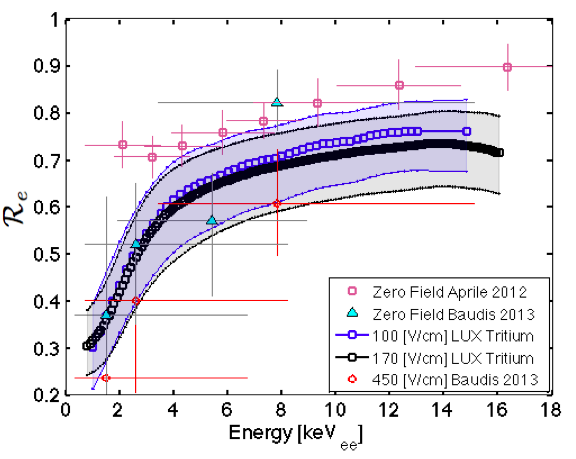 1
0.9
0.8
0.7
0.6
0.5
0.4
0.3
0.2
ℛe
0 2 4 6 8 10 12 14 16 18
Energy [keVee]
Zero Field Aprile 2012
Zero Field Baudis 2013
100 [V/cm] LUX Tritium
170 [V/cm] LUX Tritium
450 [V/cm] Baudis 2013